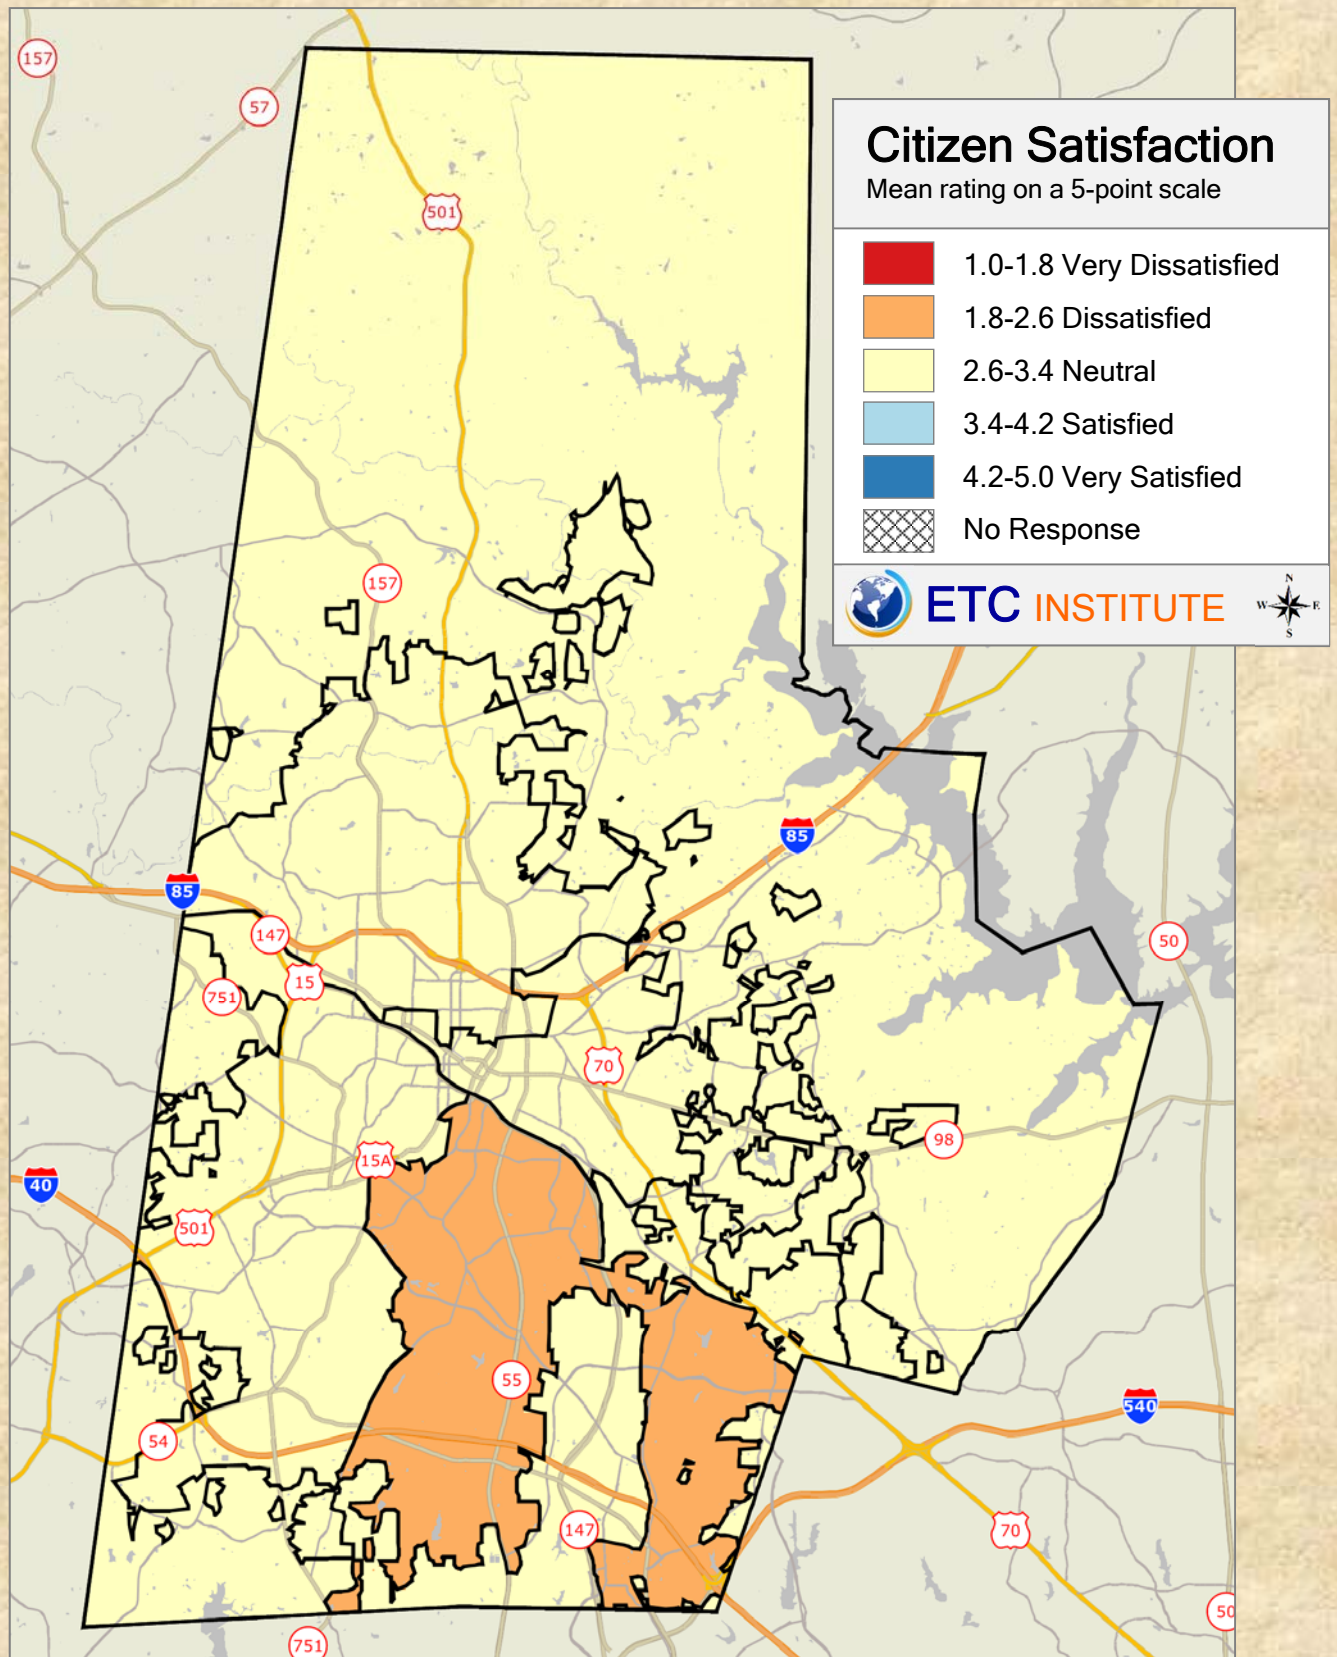 157
57
501
Citizen Satisfaction
Mean rating on a 5-point scale
1.0-1.8 Very Dissatisfied
1.8-2.6 Dissatisfied
2.6-3.4 Neutral
3.4-4.2 Satisfied
4.2-5.0 Very Satisfied
No Response
ETC INSTITUTE
N
W E
S
157
85
85
147
50
15
751
70
98
15A
40
501
55
540
54
147
70
50
751